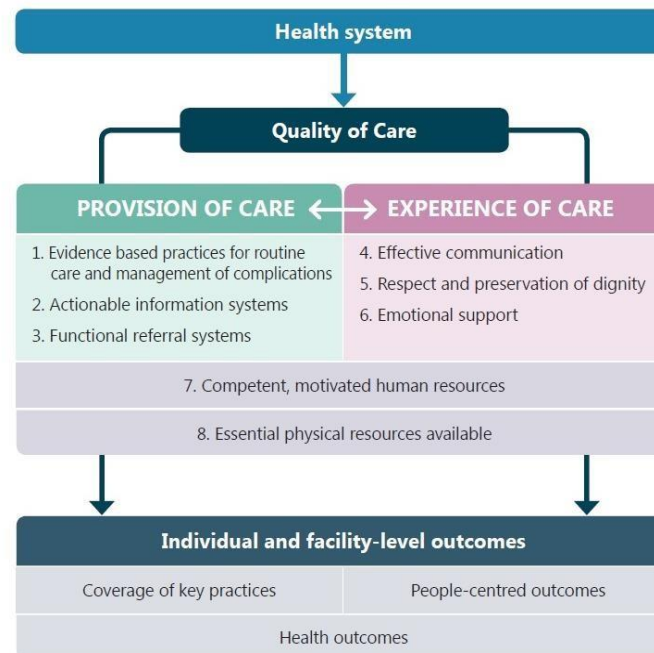 Health system
Quality of Care
PROVISION OF CARE
EXPERIENCE OF CARE
1. Evidence based practices for routine
care and management of complications
2. Actionable information systems
3. Functional referral systems
4. Effective communication
5. Respect and preservation of dignity
6. Emotional support
7. Competent, motivated human resources
8. Essential physical resources available
Individual and facility-level outcomes
Coverage of key practices
People-centred outcomes
Health outcomes